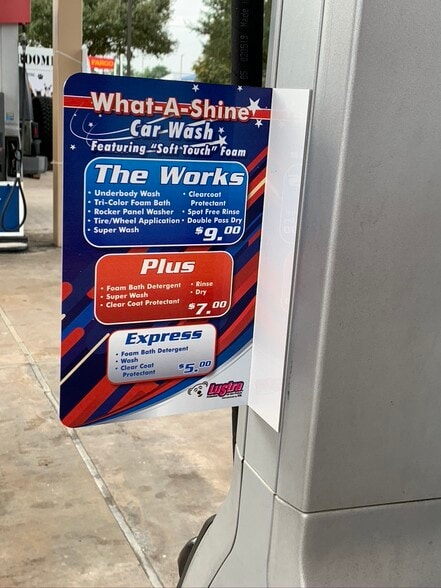 What-A-Shine
Car Wash
Featuring "Soft Touch" Foam
The Works
• Underbody Wash
• Tri-Color Foam Bath
• Rocker Panel Washer
• Tire/Wheel Application
• Super Wash
• Clearcoat
Protectant
• Spot Free Rinse
• Double Pass Dry
$9.00
Plus
• Foam Bath Detergent
• Super Wash
• Clear Coat Protectant
• Rinse
• Dry
$7.00
Express
• Foam Bath Detergent
• Wash
• Clear Coat
Protectant
$5.00
Lustra
FARGO